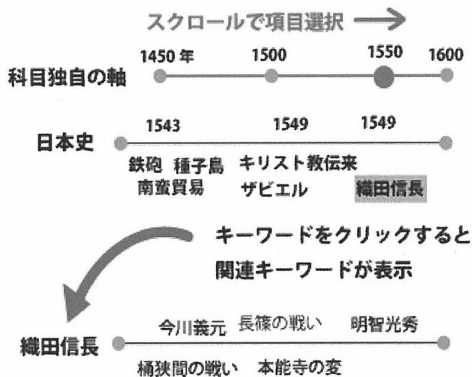 スクロールで項目選択
1450 年 1500 1550 1600
科目独自の軸
1543 1549 1549
日本史
鉄砲 種子島 キリスト教伝来
南蛮貿易 ザビエル 織田信長
キーワードをクリックすると
関連キーワードが表示
今川義元 長篠の戦い 明智光秀
織田信長
桶狭間の戦い 本能寺の変